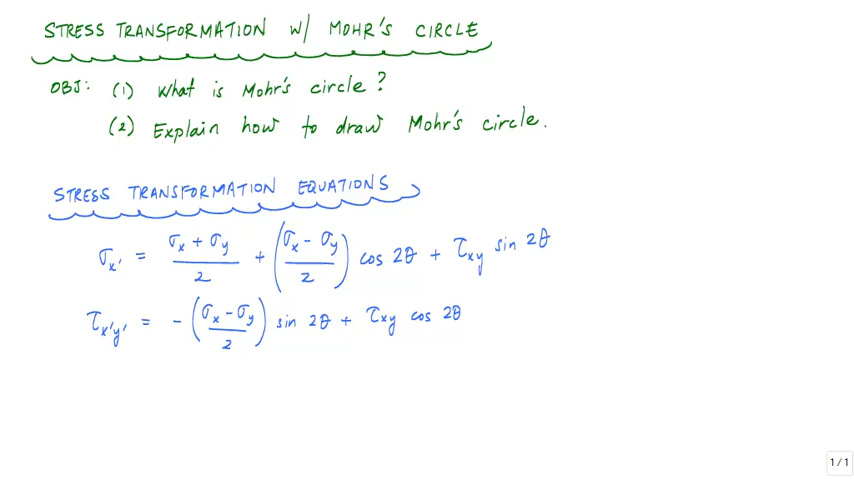 STRESS TRANSFORMATION W/ MOHR'S CIRCLE
OBJ: (1) What is Mohr's circle?
(2) Explain how to draw Mohr's circle.
STRESS TRANSFORMATION EQUATIONS
σx' = (σx + σy)/2 + ((σx - σy)/2) cos 2θ + τxy sin 2θ
τx'y' = -((σx - σy)/2) sin 2θ + τxy cos 2θ
1 / 1